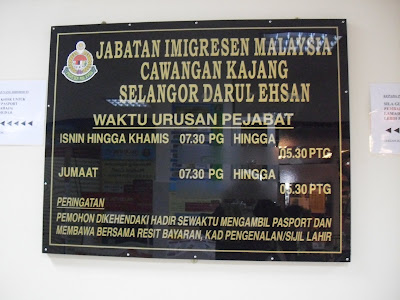 JABATAN IMIGRESEN MALAYSIA
CAWANGAN KAJANG
SELANGOR DARUL EHSAN
WAKTU URUSAN PEJABAT
ISNIN HINGGA KHAMIS 07.30 PG HINGGA
05.30 PTG
JUMAAT 07.30 PG HINGGA
05.30 PTG
PERINGATAN
PEMOHON DIKEHENDAKI HADIR SEWAKTU MENGAMBIL PASPORT DAN
MEMBAWA BERSAMA RESIT BAYARAN, KAD PENGENALAN/SIJIL LAHIR